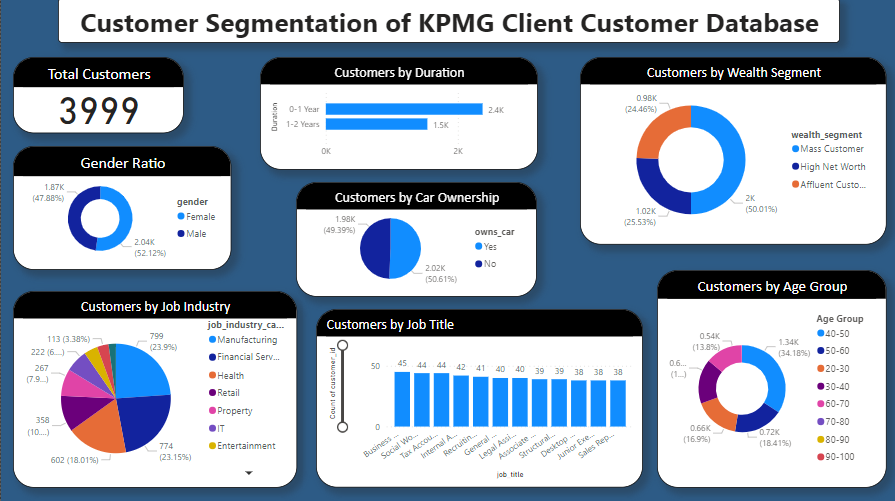 Customer Segmentation of KPMG Client Customer Database
Total Customers
3999
Gender Ratio
1.87K
(47.88%)
2.04K
(52.12%)
gender
Female
Male
Customers by Duration
Duration
0-1 Year
2.4K
1-2 Years
1.5K
0K
2K
Customers by Car Ownership
1.98K
(49.39%)
2.02K
(50.61%)
owns_car
Yes
No
Customers by Wealth Segment
0.98K
(24.46%)
1.02K
(25.53%)
2K
(50.01%)
wealth_segment
Mass Customer
High Net Worth
Affluent Custo...
Customers by Job Industry
113 (3.38%)
222 (6....)
267
(7.9...)
358
(10....)
602 (18.01%)
799
(23.9%)
774
(23.15%)
job_industry_ca...
Manufacturing
Financial Serv...
Health
Retail
Property
IT
Entertainment
Customers by Job Title
Count of customer_id
50
0
45
44
44
42
41
40
40
39
39
38
38
38
Business ...
Social Wo...
Tax Accou...
Internal A...
Recruitin...
General ...
Legal Assi...
Associate ...
Structural...
Desktop ...
Junior Exe...
Sales Rep...
job_title
Customers by Age Group
0.54K
(13.8%)
0.6...
(1...)
0.66K
(16.9%)
1.34K
(34.18%)
0.72K
(18.41%)
Age Group
40-50
50-60
20-30
30-40
60-70
70-80
80-90
90-100